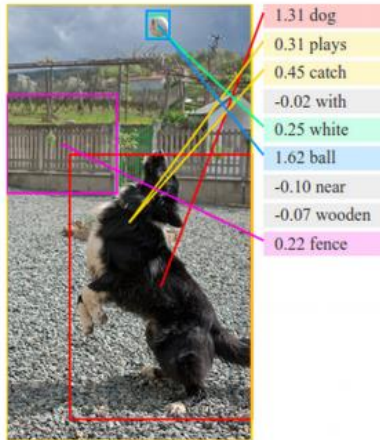 1.31 dog
0.31 plays
0.45 catch
-0.02 with
0.25 white
1.62 ball
-0.10 near
-0.07 wooden
0.22 fence